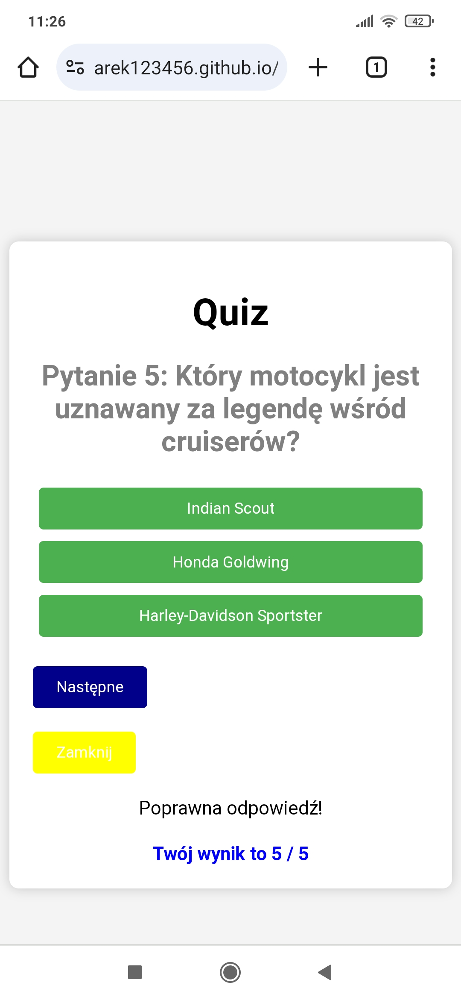 11:26
42
arek123456.github.io/
1
Quiz
Pytanie 5: Który motocykl jest
uznawany za legendę wśród
cruiserów?
Indian Scout
Honda Goldwing
Harley-Davidson Sportster
Następne
Zamknij
Poprawna odpowiedź!
Twój wynik to 5 / 5